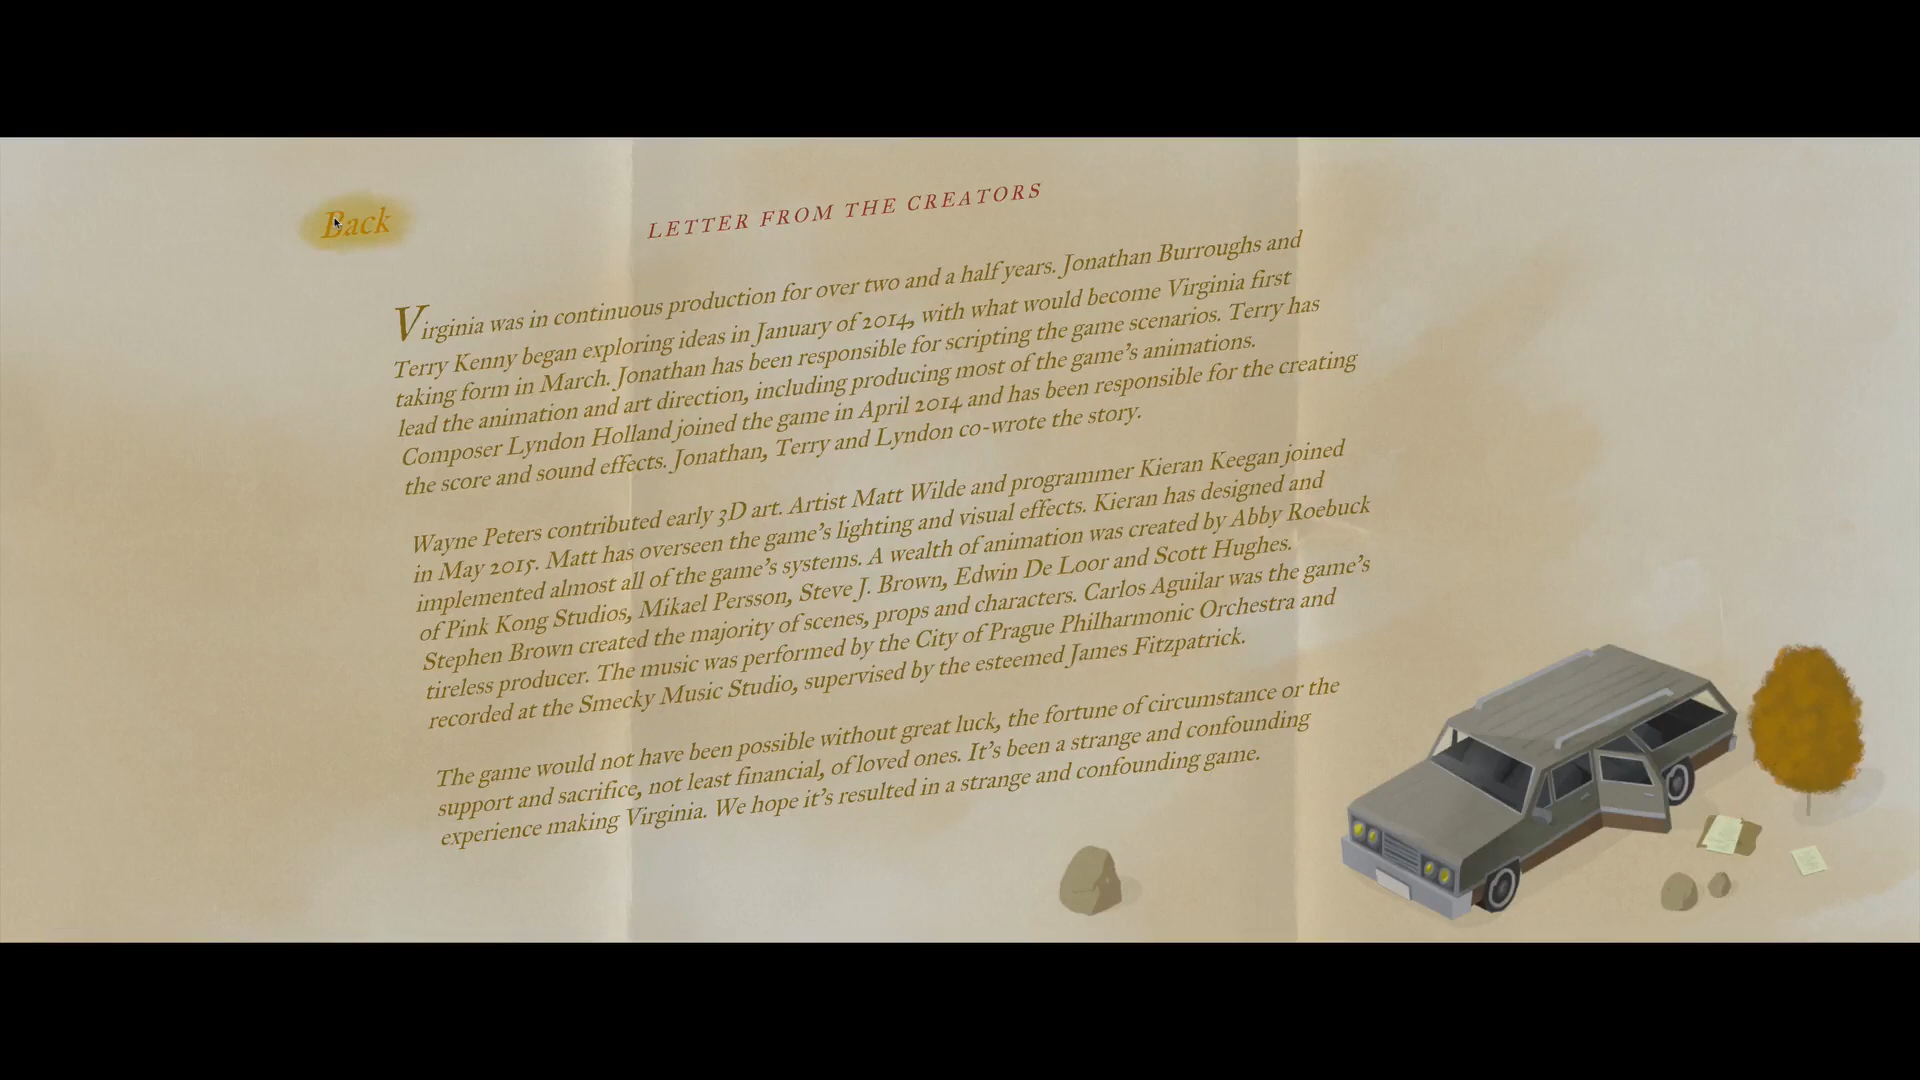 Back
LETTER FROM THE CREATORS
Virginia was in continuous production for over two and a half years. Jonathan Burroughs and
Terry Kenny began exploring ideas in January of 2014, with what would become Virginia first
taking form in March. Jonathan has been responsible for scripting the game scenarios. Terry has
lead the animation and art direction, including producing most of the game's animations.
Composer Lyndon Holland joined the game in April 2014 and has been responsible for the creating
the score and sound effects. Jonathan, Terry and Lyndon co-wrote the story.
Wayne Peters contributed early 3D art. Artist Matt Wilde and programmer Kieran Keegan joined
in May 2015. Matt has overseen the game's lighting and visual effects. Kieran has designed and
implemented almost all of the game's systems. A wealth of animation was created by Abby Roebuck
of Pink Kong Studios, Mikael Persson, Steve J. Brown, Edwin De Loor and Scott Hughes.
Stephen Brown created the majority of scenes, props and characters. Carlos Aguilar was the game's
tireless producer. The music was performed by the City of Prague Philharmonic Orchestra and
recorded at the Smecky Music Studio, supervised by the esteemed James Fitzpatrick.
The game would not have been possible without great luck, the fortune of circumstance or the
support and sacrifice, not least financial, of loved ones. It's been a strange and confounding
experience making Virginia. We hope it's resulted in a strange and confounding game.